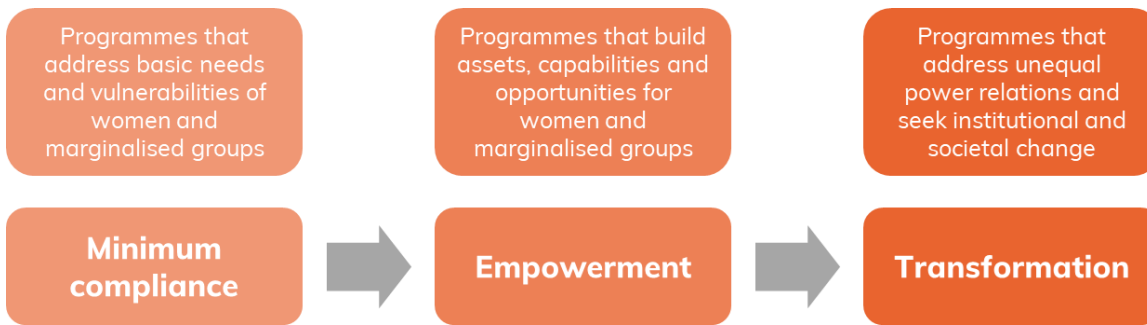 Programmes that
address basic needs
and vulnerabilities of
women and
marginalised groups
Programmes that build
assets, capabilities and
opportunities for
women and
marginalised groups
Programmes that
address unequal
power relations and
seek institutional and
societal change
Minimum
compliance
Empowerment
Transformation